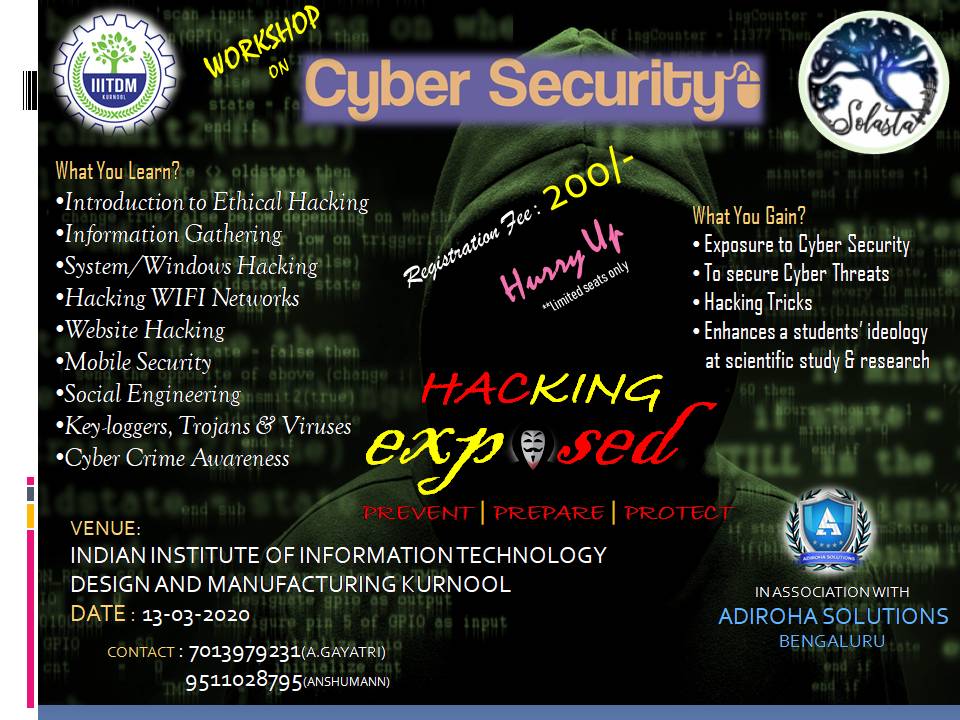 IIITDM
KURNOOL
WORKSHOP
ON
Cyber Security
Solasta
What You Learn?
•Introduction to Ethical Hacking
•Information Gathering
•System/Windows Hacking
•Hacking WIFI Networks
•Website Hacking
•Mobile Security
•Social Engineering
•Key-loggers, Trojans & Viruses
•Cyber Crime Awareness
Registration Fee : 200/-
Hurry Up
**limited seats only
What You Gain?
• Exposure to Cyber Security
• To secure Cyber Threats
• Hacking Tricks
• Enhances a students' ideology
at scientific study & research
HACKING
exposed
PREVENT | PREPARE | PROTECT
VENUE:
INDIAN INSTITUTE OF INFORMATION TECHNOLOGY
DESIGN AND MANUFACTURING KURNOOL
DATE : 13-03-2020
CONTACT : 7013979231(A.GAYATRI)
9511028795(ANSHUMANN)
ADIROHA SOLUTIONS
IN ASSOCIATION WITH
ADIROHA SOLUTIONS
BENGALURU